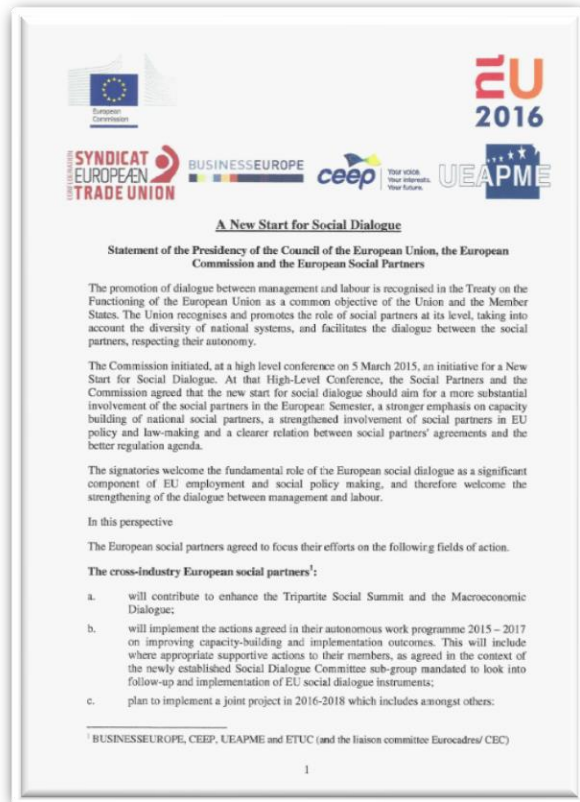 European
Commission
EU
2016
CONFEDERATION
SYNDICAT
EUROPEAN
TRADE UNION
BUSINESSEUROPE
ceep
Your voice.
Your interests.
Your future.
UEAPME
A New Start for Social Dialogue
Statement of the Presidency of the Council of the European Union, the European
Commission and the European Social Partners
The promotion of dialogue between management and labour is recognised in the Treaty on the
Functioning of the European Union as a common objective of the Union and the Member
States. The Union recognises and promotes the role of social partners at its level, taking into
account the diversity of national systems, and facilitates the dialogue between the social
partners, respecting their autonomy.
The Commission initiated, at a high level conference on 5 March 2015, an initiative for a New
Start for Social Dialogue. At that High-Level Conference, the Social Partners and the
Commission agreed that the new start for social dialogue should aim for a more substantial
involvement of the social partners in the European Semester, a stronger emphasis on capacity
building of national social partners, a strengthened involvement of social partners in EU
policy and law-making and a clearer relation between social partners' agreements and the
better regulation agenda.
The signatories welcome the fundamental role of the European social dialogue as a significant
component of EU employment and social policy making, and therefore welcome the
strengthening of the dialogue between management and labour.
In this perspective
The European social partners agreed to focus their efforts on the following fields of action.
The cross-industry European social partners¹:
a. will contribute to enhance the Tripartite Social Summit and the Macroeconomic
Dialogue;
b. will implement the actions agreed in their autonomous work programme 2015 – 2017
on improving capacity-building and implementation outcomes. This will include
where appropriate supportive actions to their members, as agreed in the context of
the newly established Social Dialogue Committee sub-group mandated to look into
follow-up and implementation of EU social dialogue instruments;
c. plan to implement a joint project in 2016-2018 which includes amongst others:
¹ BUSINESSEUROPE, CEEP, UEAPME and ETUC (and the liaison committee Eurocadres/ CEC)
1